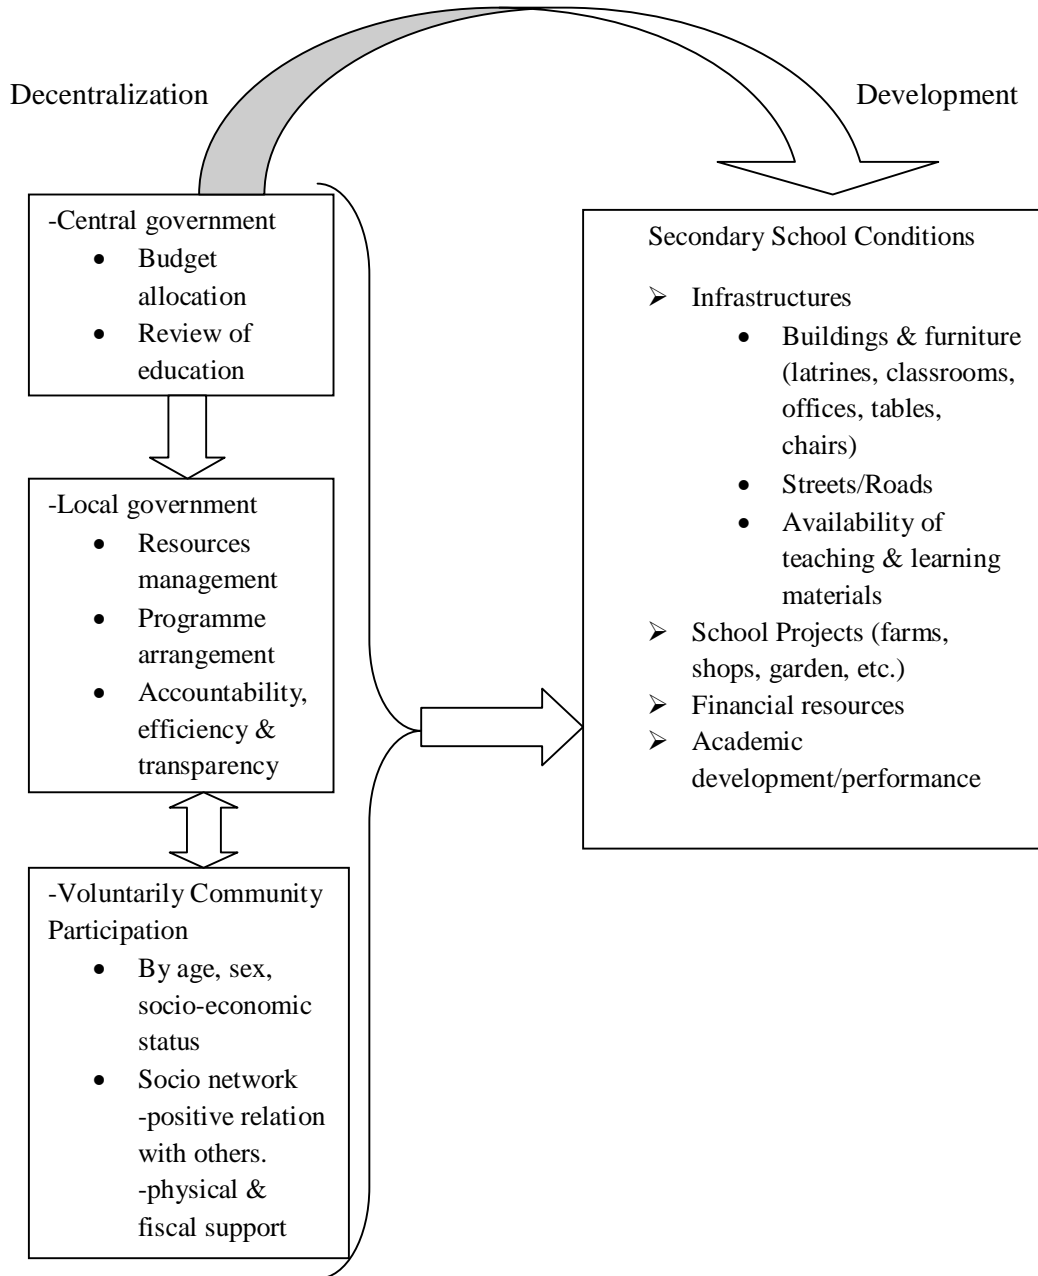 Decentralization
Development
-Central government
• Budget
allocation
• Review of
education
-Local government
• Resources
management
• Programme
arrangement
• Accountability,
efficiency &
transparency
-Voluntarily Community
Participation
• By age, sex,
socio-economic
status
• Socio network
-positive relation
with others.
-physical &
fiscal support
Secondary School Conditions
➢ Infrastructures
• Buildings & furniture
(latrines, classrooms,
offices, tables,
chairs)
• Streets/Roads
• Availability of
teaching & learning
materials
➢ School Projects (farms,
shops, garden, etc.)
➢ Financial resources
➢ Academic
development/performance